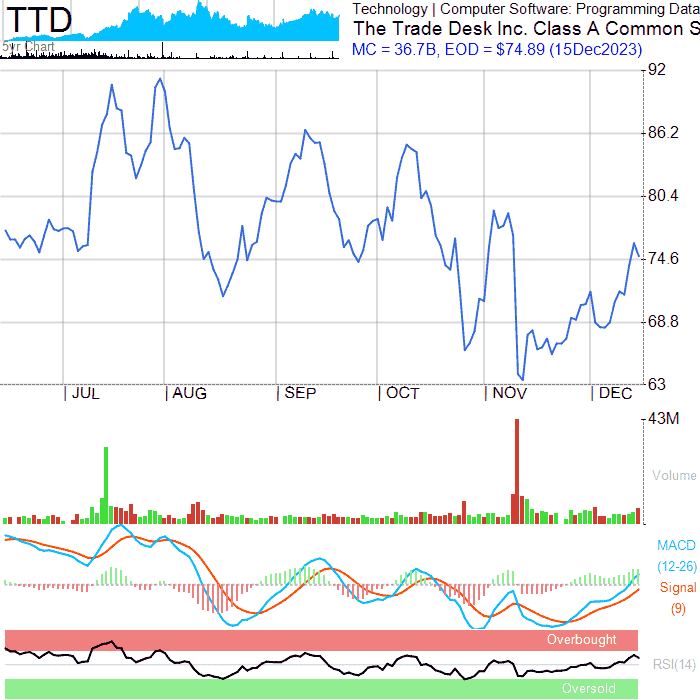 TTD
5yr Chart
Technology | Computer Software: Programming Data
The Trade Desk Inc. Class A Common S
MC = 36.7B, EOD = $74.89 (15Dec2023)
92
86.2
80.4
74.6
68.8
63
JUL
AUG
SEP
OCT
NOV
DEC
43M
Volume
MACD
(12-26)
Signal
(9)
Overbought
RSI(14)
Oversold